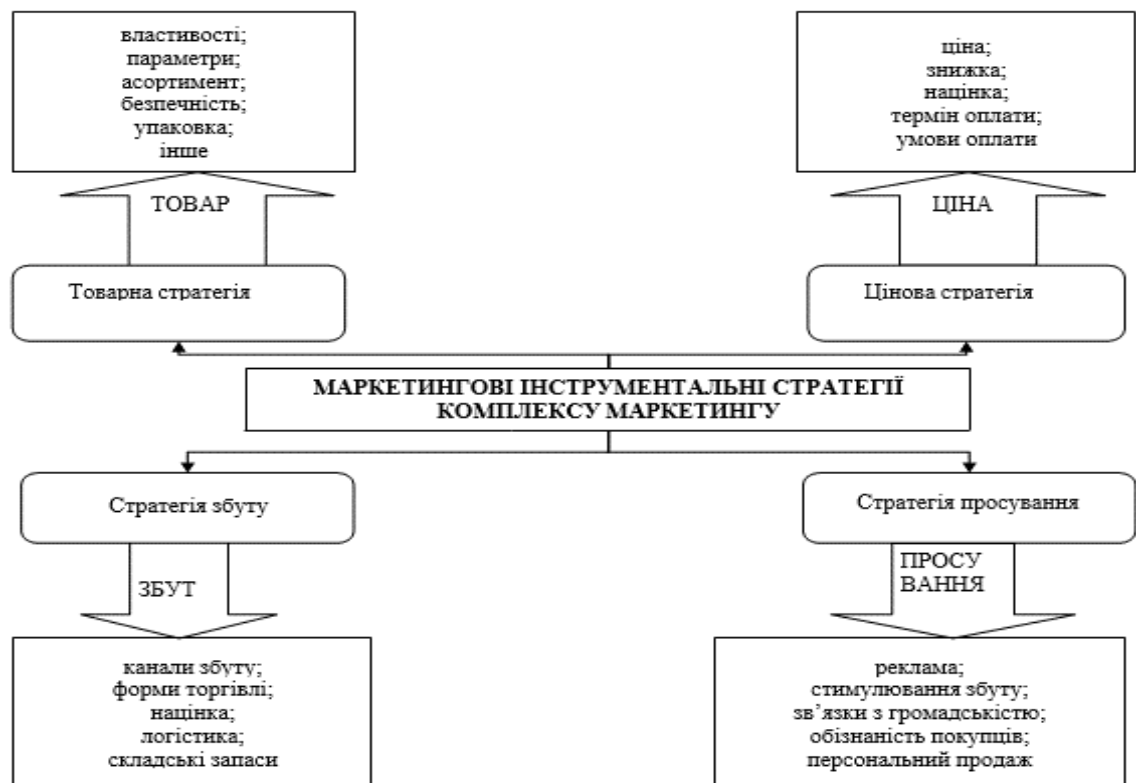 властивості;
параметри;
асортимент;
безпечність;
упаковка;
інше
ціна;
знижка;
націнка;
термін оплати;
умови оплати
ТОВАР
ЦІНА
Товарна стратегія
Цінова стратегія
МАРКЕТИНГОВІ ІНСТРУМЕНТАЛЬНІ СТРАТЕГІЇ
КОМПЛЕКСУ МАРКЕТИНГУ
Стратегія збуту
Стратегія просування
ЗБУТ
ПРОСУ
ВАННЯ
канали збуту;
форми торгівлі;
націнка;
логістика;
складські запаси
реклама;
стимулювання збуту;
зв’язки з громадськістю;
обізнаність покупців;
персональний продаж